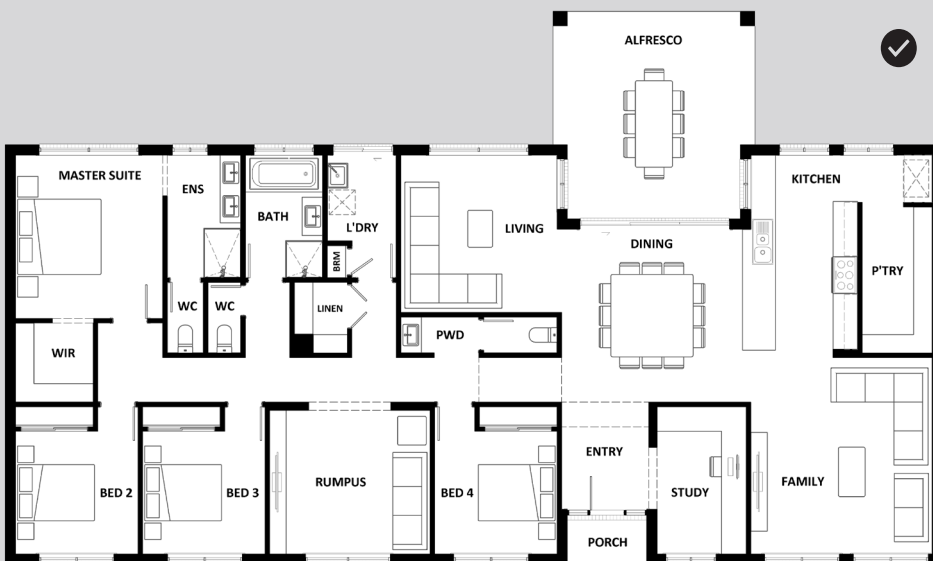 ALFRESCO
MASTER SUITE
ENS
KITCHEN
BATH
L'DRY
LIVING
DINING
BRM
P'TRY
WC
WC
LINEN
PWD
WIR
ENTRY
RUMPUS
FAMILY
BED 2
BED 3
BED 4
STUDY
PORCH